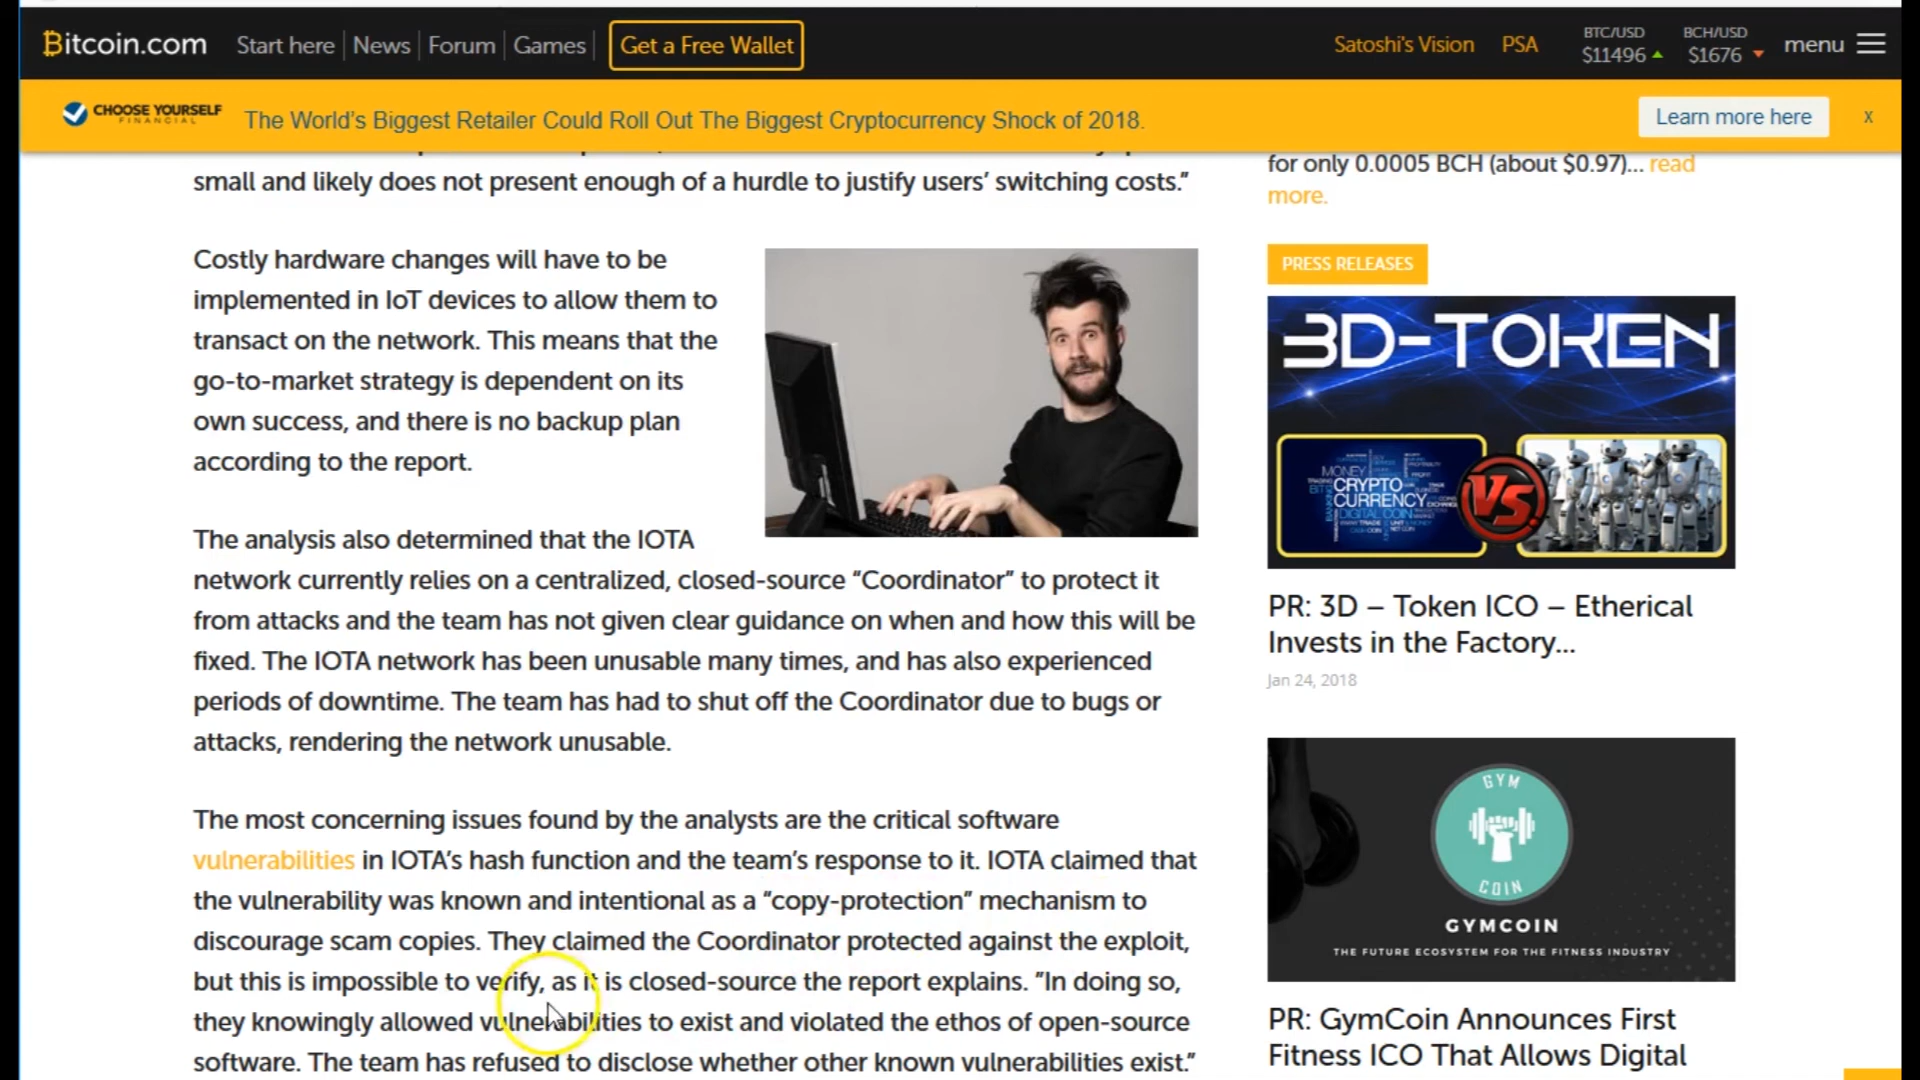 Bitcoin.com
Start here
News
Forum
Games
Get a Free Wallet
Satoshi's Vision
PSA
BTC/USD
$11496
BCH/USD
$1676
menu
CHOOSE YOURSELF
FINANCIAL
The World's Biggest Retailer Could Roll Out The Biggest Cryptocurrency Shock of 2018.
Learn more here
x
small and likely does not present enough of a hurdle to justify users’ switching costs.”
Costly hardware changes will have to be
implemented in IoT devices to allow them to
transact on the network. This means that the
go-to-market strategy is dependent on its
own success, and there is no backup plan
according to the report.
The analysis also determined that the IOTA
network currently relies on a centralized, closed-source “Coordinator” to protect it
from attacks and the team has not given clear guidance on when and how this will be
fixed. The IOTA network has been unusable many times, and has also experienced
periods of downtime. The team has had to shut off the Coordinator due to bugs or
attacks, rendering the network unusable.
The most concerning issues found by the analysts are the critical software
vulnerabilities in IOTA’s hash function and the team’s response to it. IOTA claimed that
the vulnerability was known and intentional as a “copy-protection” mechanism to
discourage scam copies. They claimed the Coordinator protected against the exploit,
but this is impossible to verify, as it is closed-source the report explains. “In doing so,
they knowingly allowed vulnerabilities to exist and violated the ethos of open-source
software. The team has refused to disclose whether other known vulnerabilities exist.”
for only 0.0005 BCH (about $0.97)... read
more.
PRESS RELEASES
3D-TOKEN
MONEY
CRYPTO
CURRENCY
DIGITAL COIN
VS.
PR: 3D – Token ICO – Etherical
Invests in the Factory...
Jan 24, 2018
GYM
COIN
GYMCOIN
THE FUTURE ECOSYSTEM FOR THE FITNESS INDUSTRY
PR: GymCoin Announces First
Fitness ICO That Allows Digital